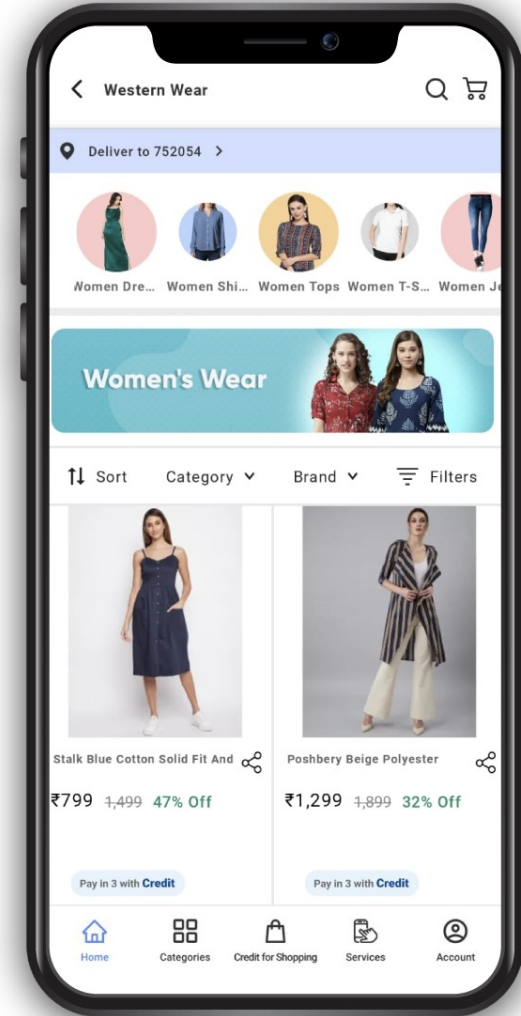 Western Wear
Deliver to 752054 >
Women Dre... Women Shi... Women Tops Women T-S... Women Je
Women's Wear
Sort Category Brand Filters
Stalk Blue Cotton Solid Fit And
₹799 1,499 47% Off
Pay in 3 with Credit
Poshbery Beige Polyester
₹1,299 1,899 32% Off
Pay in 3 with Credit
Home Categories Credit for Shopping Services Account